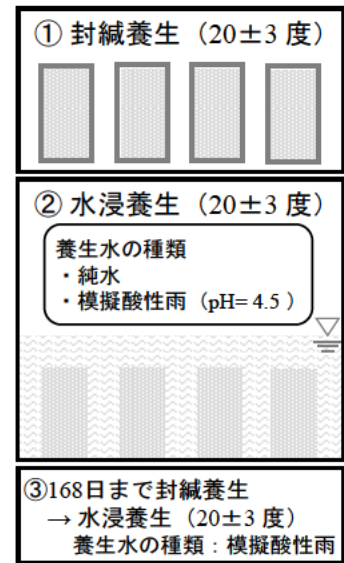 ① 封緘養生（20±3 度）
② 水浸養生（20±3 度）
養生水の種類
・純水
・模擬酸性雨（pH= 4.5 ）
③168日まで封緘養生
→ 水浸養生（20±3 度）
養生水の種類：模擬酸性雨